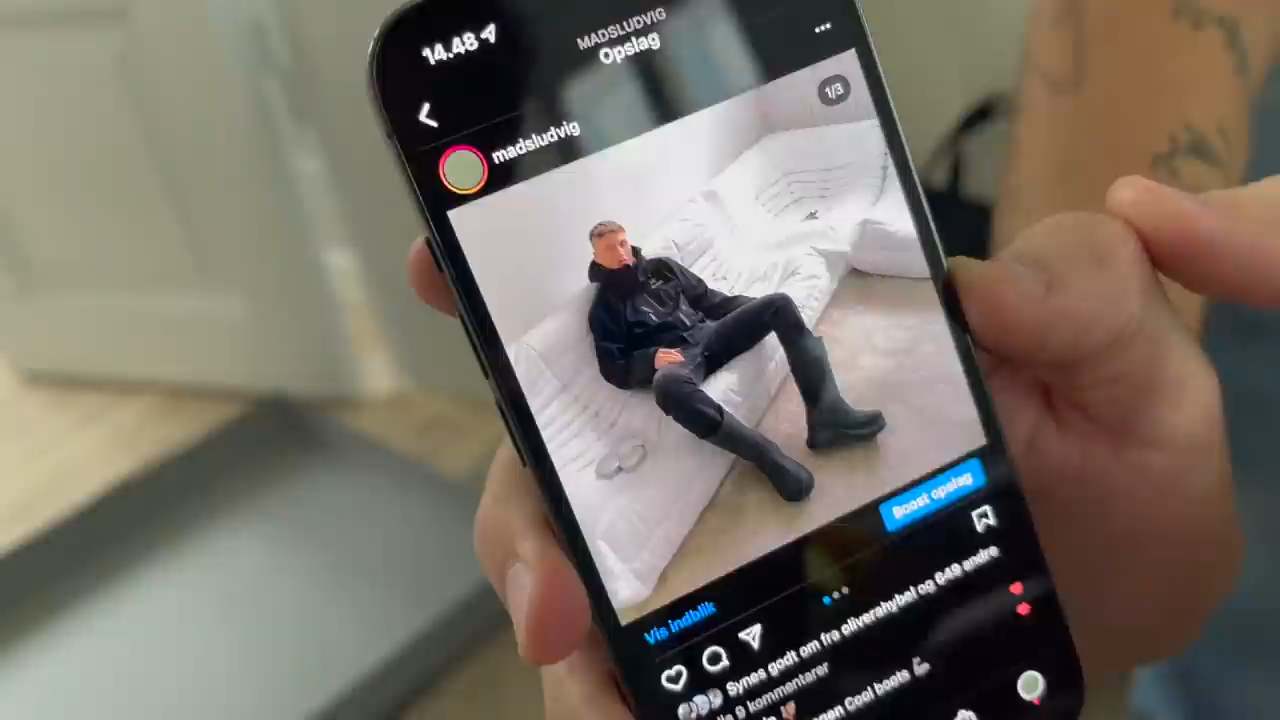 14.48
MADSLUDVIG
Opslag
madsludvig
1/3
Boost opslag
Vis indblik
Synes godt om fra oliverahybel og 649 andre
9 kommentarer
Cool boots